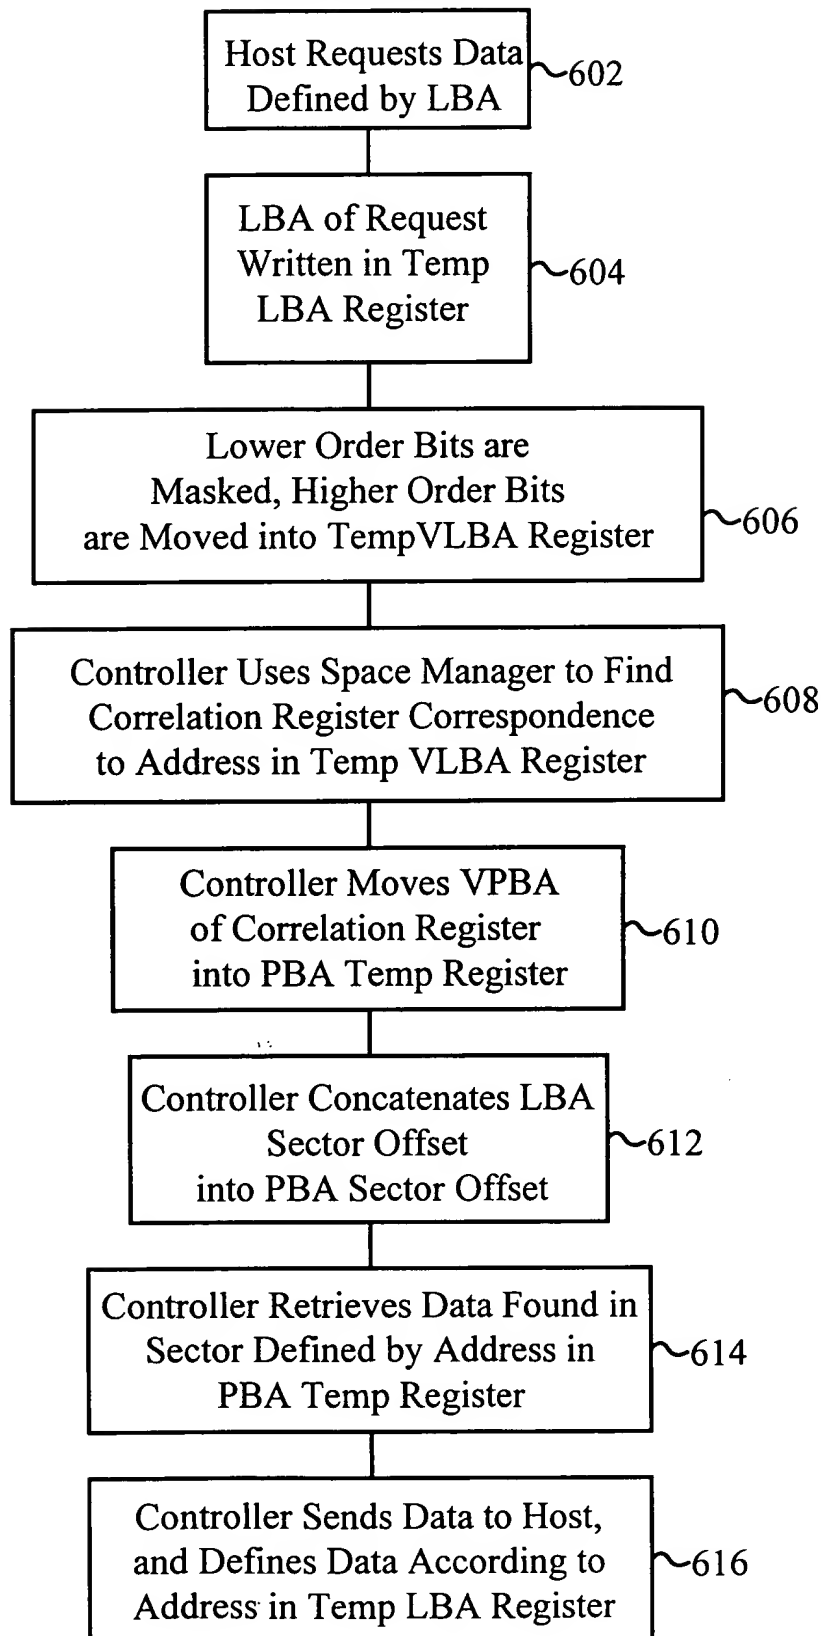 Host Requests Data
Defined by LBA
602
LBA of Request
Written in Temp
LBA Register
604
Lower Order Bits are
Masked, Higher Order Bits
are Moved into TempVLBA Register
606
Controller Uses Space Manager to Find
Correlation Register Correspondence
to Address in Temp VLBA Register
608
Controller Moves VPBA
of Correlation Register
into PBA Temp Register
610
Controller Concatenates LBA
Sector Offset
into PBA Sector Offset
612
Controller Retrieves Data Found in
Sector Defined by Address in
PBA Temp Register
614
Controller Sends Data to Host,
and Defines Data According to
Address in Temp LBA Register
616